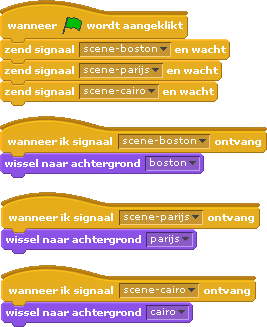 wanneer wordt aangeklikt
zend signaal scene-boston en wacht
zend signaal scene-parijs en wacht
zend signaal scene-cairo en wacht
wanneer ik signaal scene-boston ontvang
wissel naar achtergrond boston
wanneer ik signaal scene-parijs ontvang
wissel naar achtergrond parijs
wanneer ik signaal scene-cairo ontvang
wissel naar achtergrond cairo